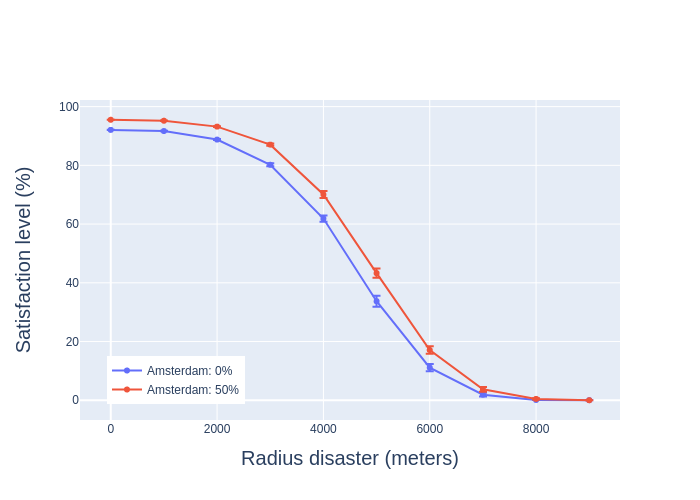 100
80
60
40
20
0
Satisfaction level (%)
Amsterdam: 0%
Amsterdam: 50%
0 2000 4000 6000 8000
Radius disaster (meters)